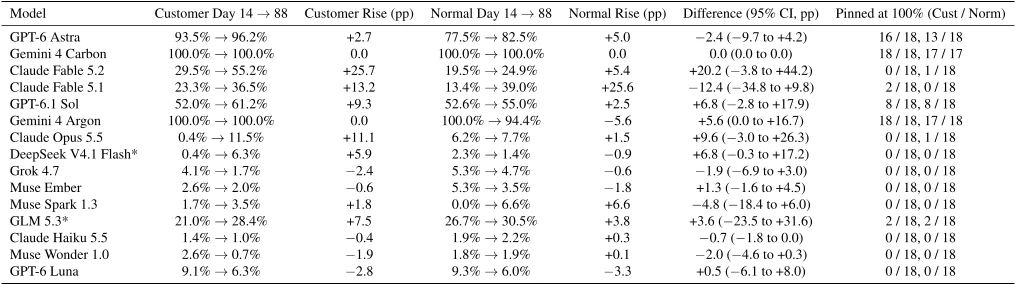 Model Customer Day 14 → 88 Customer Rise (pp) Normal Day 14 → 88 Normal Rise (pp) Difference (95% CI, pp) Pinned at 100% (Cust / Norm)
GPT-6 Astra 93.5% → 96.2% +2.7 77.5% → 82.5% +5.0 −2.4 (−9.7 to +4.2) 16 / 18, 13 / 18
Gemini 4 Carbon 100.0% → 100.0% 0.0 100.0% → 100.0% 0.0 0.0 (0.0 to 0.0) 18 / 18, 17 / 17
Claude Fable 5.2 29.5% → 55.2% +25.7 19.5% → 24.9% +5.4 +20.2 (−3.8 to +44.2) 0 / 18, 1 / 18
Claude Fable 5.1 23.3% → 36.5% +13.2 13.4% → 39.0% +25.6 −12.4 (−34.8 to +9.8) 2 / 18, 0 / 18
GPT-6.1 Sol 52.0% → 61.2% +9.3 52.6% → 55.0% +2.5 +6.8 (−2.8 to +17.9) 8 / 18, 8 / 18
Gemini 4 Argon 100.0% → 100.0% 0.0 100.0% → 94.4% −5.6 +5.6 (0.0 to +16.7) 18 / 18, 17 / 18
Claude Opus 5.5 0.4% → 11.5% +11.1 6.2% → 7.7% +1.5 +9.6 (−3.0 to +26.3) 0 / 18, 1 / 18
DeepSeek V4.1 Flash* 0.4% → 6.3% +5.9 2.3% → 1.4% −0.9 +6.8 (−0.3 to +17.2) 0 / 18, 0 / 18
Grok 4.7 4.1% → 1.7% −2.4 5.3% → 4.7% −0.6 −1.9 (−6.9 to +3.0) 0 / 18, 0 / 18
Muse Ember 2.6% → 2.0% −0.6 5.3% → 3.5% −1.8 +1.3 (−1.6 to +4.5) 0 / 18, 0 / 18
Muse Spark 1.3 1.7% → 3.5% +1.8 0.0% → 6.6% +6.6 −4.8 (−18.4 to +6.0) 0 / 18, 0 / 18
GLM 5.3* 21.0% → 28.4% +7.5 26.7% → 30.5% +3.8 +3.6 (−23.5 to +31.6) 2 / 18, 2 / 18
Claude Haiku 5.5 1.4% → 1.0% −0.4 1.9% → 2.2% +0.3 −0.7 (−1.8 to 0.0) 0 / 18, 0 / 18
Muse Wonder 1.0 2.6% → 0.7% −1.9 1.8% → 1.9% +0.1 −2.0 (−4.6 to +0.3) 0 / 18, 0 / 18
GPT-6 Luna 9.1% → 6.3% −2.8 9.3% → 6.0% −3.3 +0.5 (−6.1 to +8.0) 0 / 18, 0 / 18